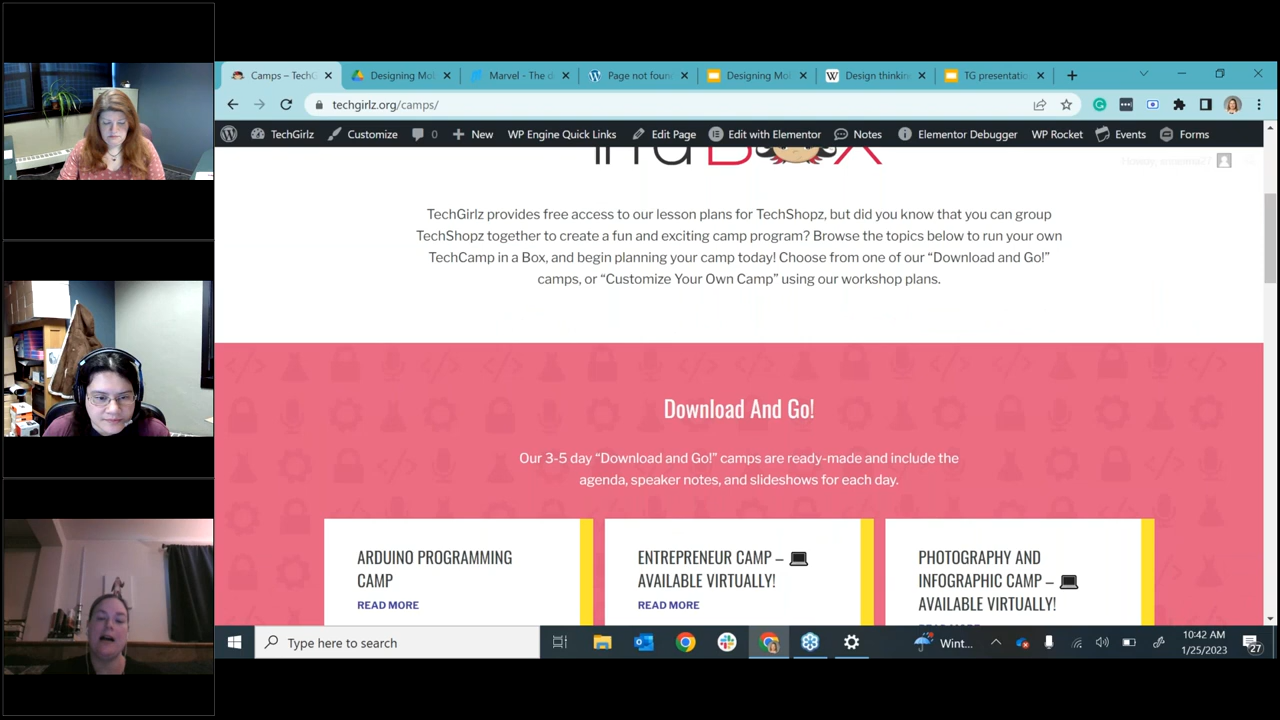 Camps – TechG
Designing Mo
Marvel - The d
Page not foun
Designing Mo
Design thinkin
TG presentatio
techgirlz.org/camps/
TechGirlz
Customize
0
New
WP Engine Quick Links
Edit Page
Edit with Elementor
Notes
Elementor Debugger
WP Rocket
Events
Forms
in a BOX
TechGirlz provides free access to our lesson plans for TechShopz, but did you know that you can group
TechShopz together to create a fun and exciting camp program? Browse the topics below to run your own
TechCamp in a Box, and begin planning your camp today! Choose from one of our “Download and Go!”
camps, or “Customize Your Own Camp” using our workshop plans.
Download And Go!
Our 3-5 day “Download and Go!” camps are ready-made and include the
agenda, speaker notes, and slideshows for each day.
ARDUINO PROGRAMMING
CAMP
READ MORE
ENTREPRENEUR CAMP –
AVAILABLE VIRTUALLY!
READ MORE
PHOTOGRAPHY AND
INFOGRAPHIC CAMP –
AVAILABLE VIRTUALLY!
Type here to search
Wint...
10:42 AM
1/25/2023
27